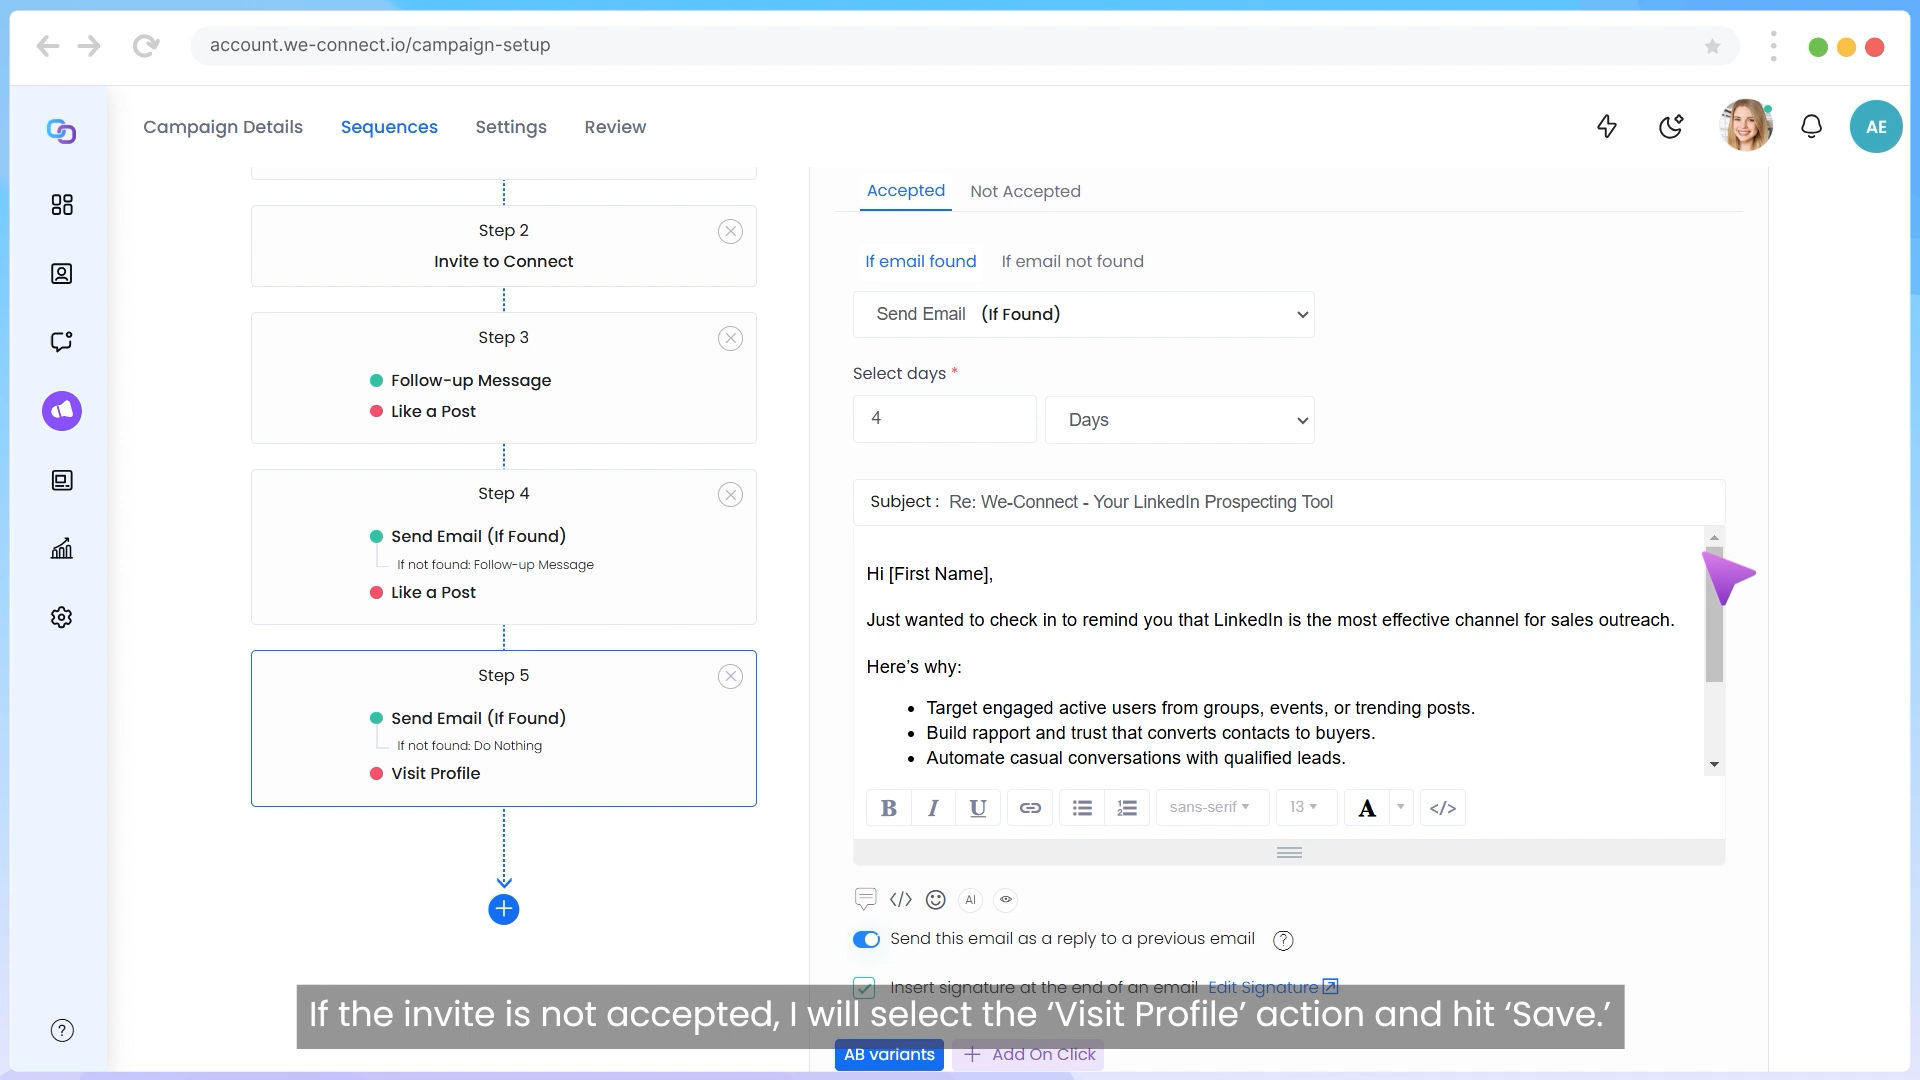 account.we-connect.io/campaign-setup
Campaign Details
Sequences
Settings
Review
AE
Step 2
Invite to Connect
Step 3
Follow-up Message
Like a Post
Step 4
Send Email (If Found)
If not found: Follow-up Message
Like a Post
Step 5
Send Email (If Found)
If not found: Do Nothing
Visit Profile
Accepted
Not Accepted
If email found
If email not found
Send Email (If Found)
Select days *
4
Days
Subject : Re: We-Connect - Your LinkedIn Prospecting Tool
Hi [First Name],
Just wanted to check in to remind you that LinkedIn is the most effective channel for sales outreach.
Here’s why:
• Target engaged active users from groups, events, or trending posts.
• Build rapport and trust that converts contacts to buyers.
• Automate casual conversations with qualified leads.
B I U sans-serif 13 A </>
</> AI
Send this email as a reply to a previous email ?
Insert signature at the end of an email Edit Signature
If the invite is not accepted, I will select the ‘Visit Profile’ action and hit ‘Save.’
AB variants
+ Add On Click
?